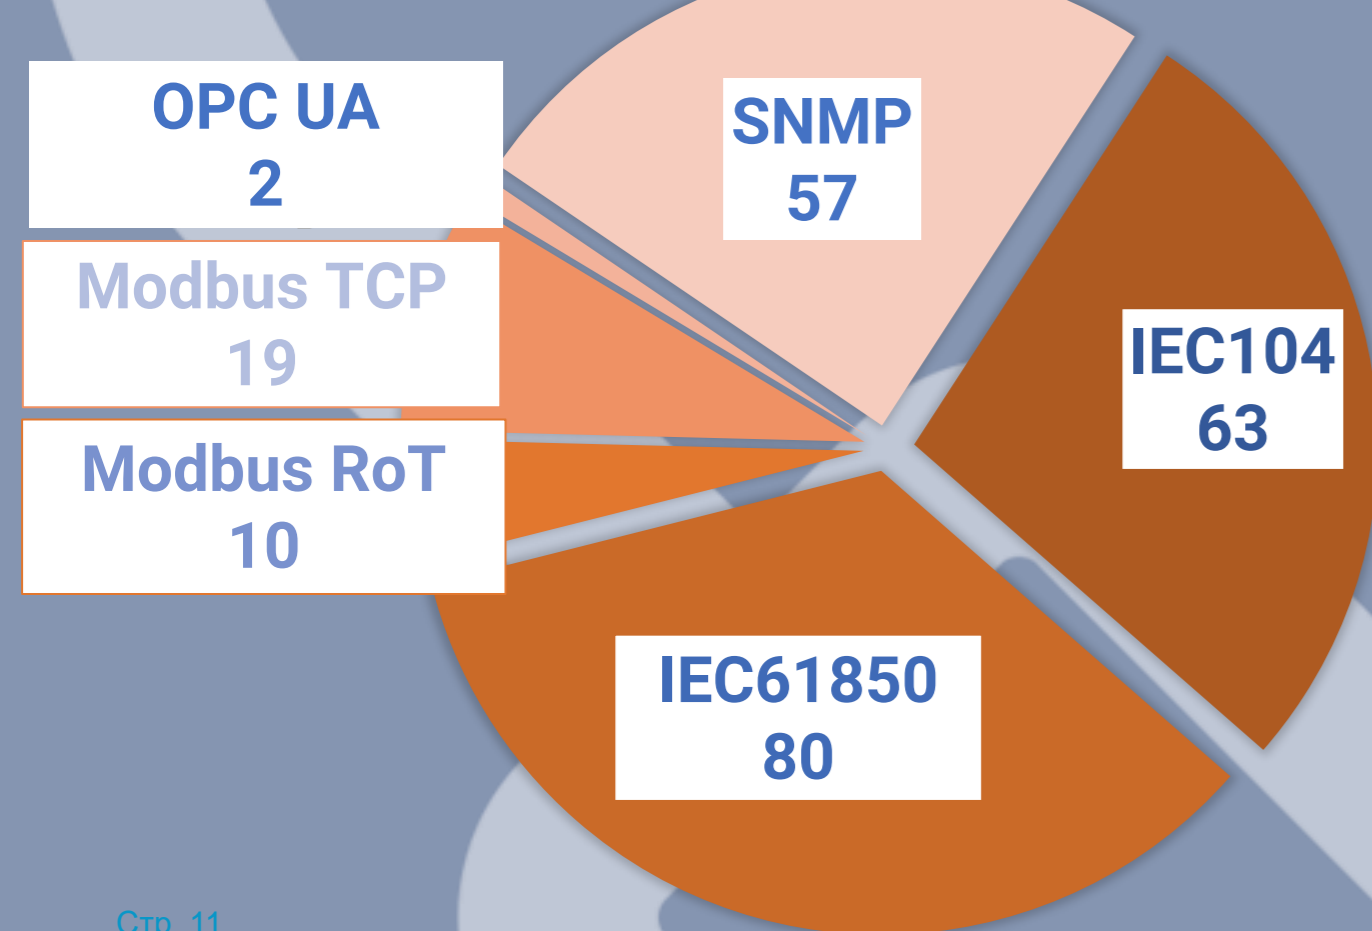 OPC UA
2
SNMP
57
Modbus TCP
19
IEC104
63
Modbus RoT
10
IEC61850
80
Стр. 11